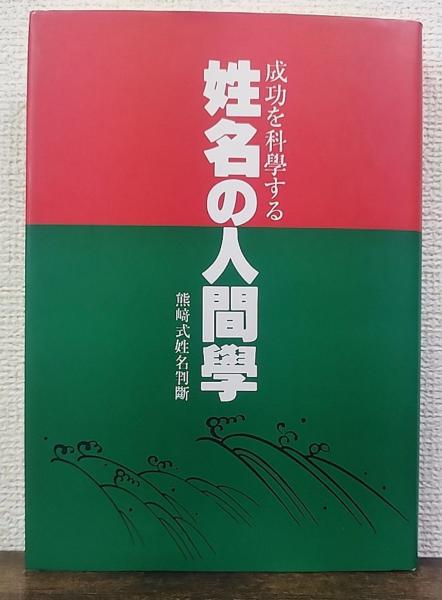 成功を科學する
姓名の人間學
熊﨑式姓名判斷